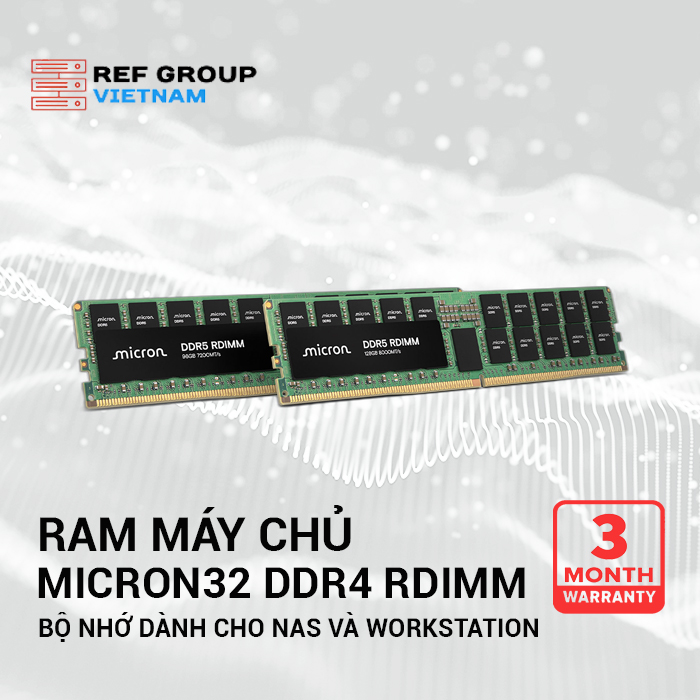 REF GROUP
VIETNAM
micron
DDR5 RDIMM
96GB 7200MT/s
micron
DDR5 RDIMM
128GB 8000MT/s
RAM MÁY CHỦ
MICRON32 DDR4 RDIMM
BỘ NHỚ DÀNH CHO NAS VÀ WORKSTATION
3
MONTH
WARRANTY